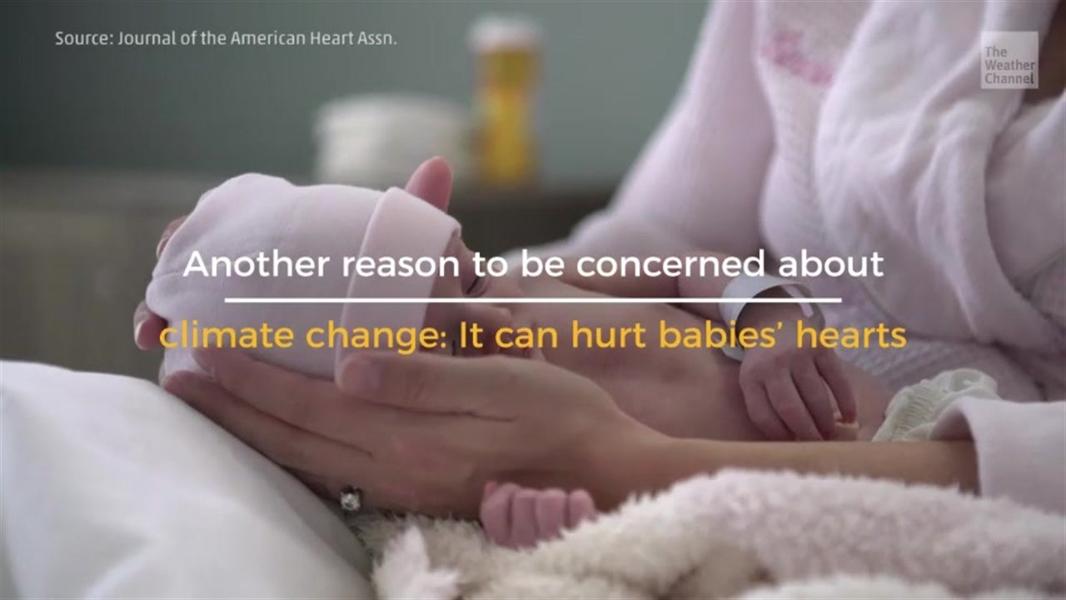 Source: Journal of the American Heart Assn.
The
Weather
Channel
Another reason to be concerned about
climate change: It can hurt babies’ hearts